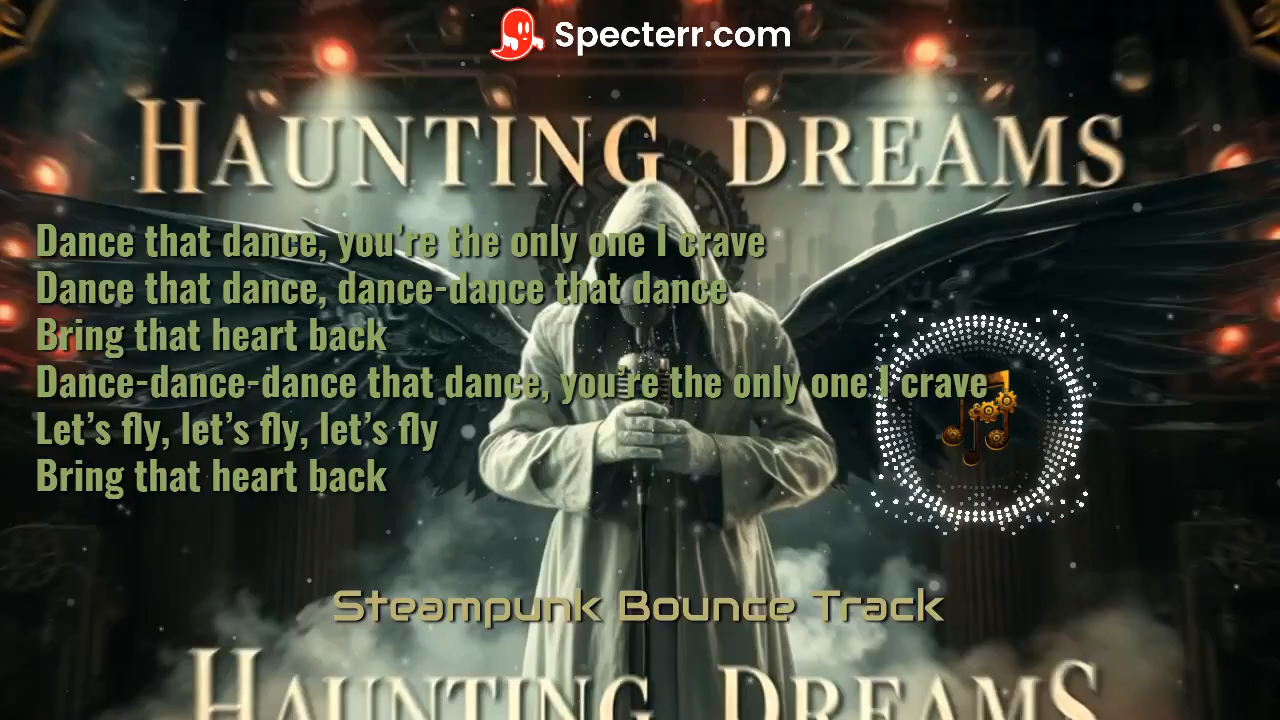 Specterr.com
HAUNTING DREAMS
Dance that dance, you're the only one I crave
Dance that dance, dance-dance that dance
Bring that heart back
Dance-dance-dance that dance, you're the only one I crave
Let's fly, let's fly, let's fly
Bring that heart back
Steampunk Bounce Track
HAUNTING DREAMS